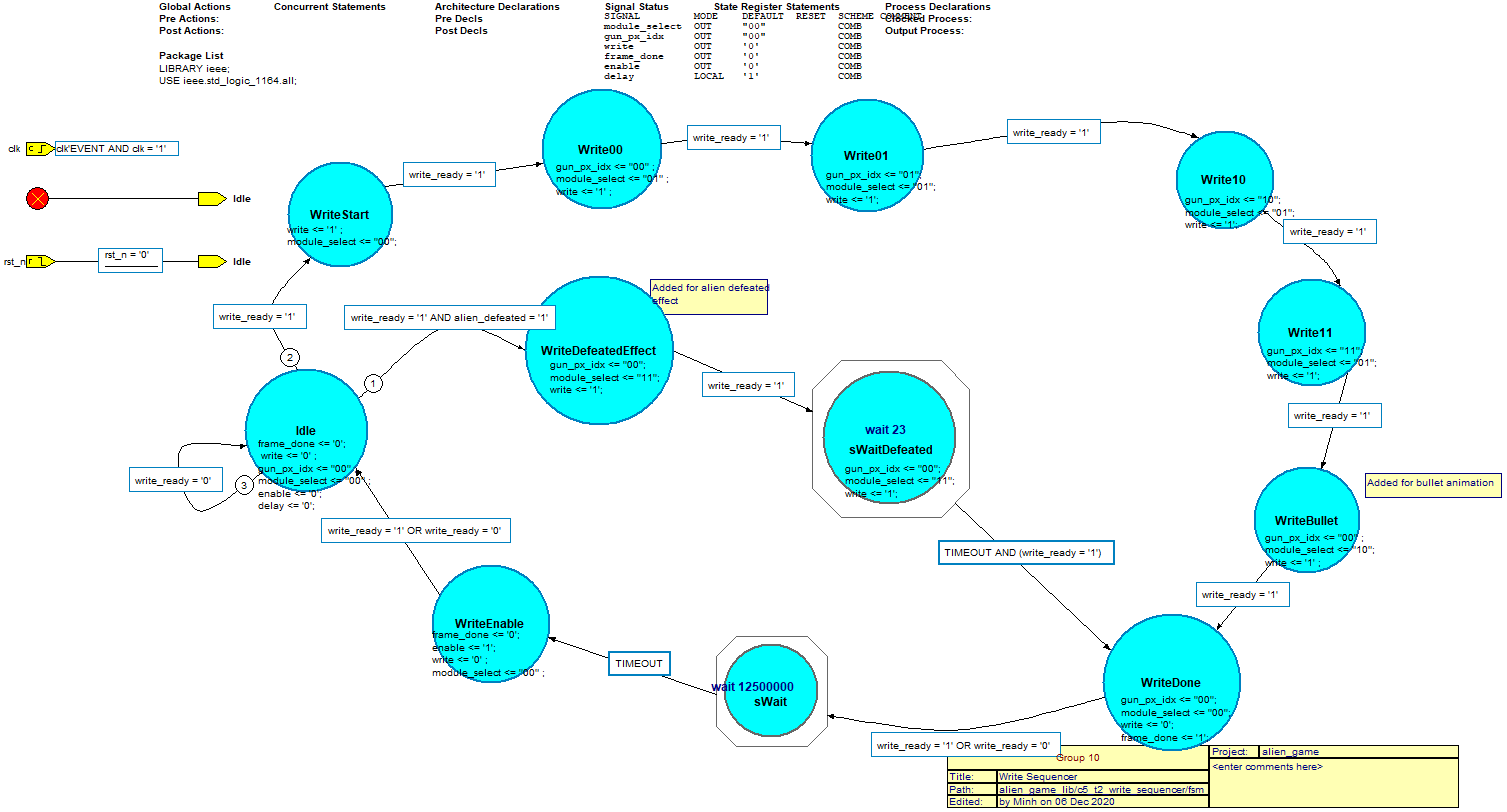 Global Actions
Pre Actions:
Post Actions:
Concurrent Statements
Architecture Declarations
Pre Decls
Post Decls
Signal Status
State Register Statements
Process Declarations
Clocked Process:
Output Process:
SIGNAL MODE DEFAULT RESET SCHEME COMMENT
module_select OUT "00" COMB
gun_px_idx OUT "00" COMB
write OUT '0' COMB
frame_done OUT '0' COMB
enable OUT '0' COMB
delay LOCAL '1' COMB
Package List
LIBRARY ieee;
USE ieee.std_logic_1164.all;
clk
c
clk'EVENT AND clk = '1'
Idle
rst_n
r
rst_n = '0'
Idle
WriteStart
write <= '1' ;
module_select <= "00";
write_ready = '1'
Write00
gun_px_idx <= "00" ;
module_select <= "01" ;
write <= '1' ;
write_ready = '1'
Write01
gun_px_idx <= "01";
module_select <= "01";
write <= '1';
write_ready = '1'
Write10
gun_px_idx <= "10";
module_select <= "01";
write <= '1';
write_ready = '1'
Write11
gun_px_idx <= "11";
module_select <= "01";
write <= '1';
write_ready = '1'
WriteBullet
gun_px_idx <= "00" ;
module_select <= "10";
write <= '1' ;
Added for bullet animation
write_ready = '1'
write_ready = '1'
2
write_ready = '1' AND alien_defeated = '1'
1
Added for alien defeated
effect
WriteDefeatedEffect
gun_px_idx <= "00";
module_select <= "11";
write <= '1';
write_ready = '1'
wait 23
sWaitDefeated
gun_px_idx <= "00";
module_select <= "11";
write <= '1';
TIMEOUT AND (write_ready = '1')
Idle
frame_done <= '0';
write <= '0' ;
gun_px_idx <= "00"
module_select <= "00" ;
enable <= '0';
delay <= '0';
write_ready = '0'
3
write_ready = '1' OR write_ready = '0'
WriteEnable
frame_done <= '0';
enable <= '1';
write <= '0' ;
module_select <= "00" ;
TIMEOUT
wait 12500000
sWait
write_ready = '1' OR write_ready = '0'
WriteDone
gun_px_idx <= "00";
module_select <= "00";
write <= '0';
frame_done <= '1';
Group 10
Title: Write Sequencer
Path: alien_game_lib/c5_t2_write_sequencer/fsm
Edited: by Minh on 06 Dec 2020
Project: alien_game
<enter comments here>